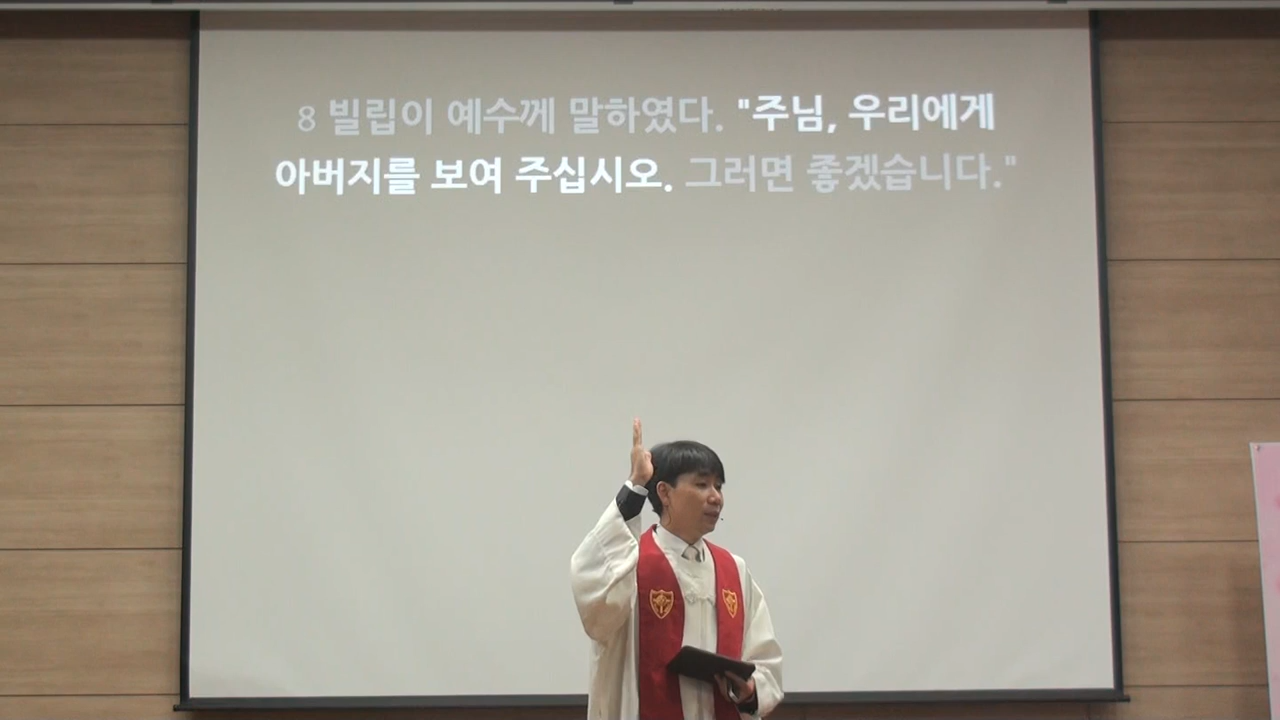 8 빌립이 예수께 말하였다. "주님, 우리에게
아버지를 보여 주십시오. 그러면 좋겠습니다."